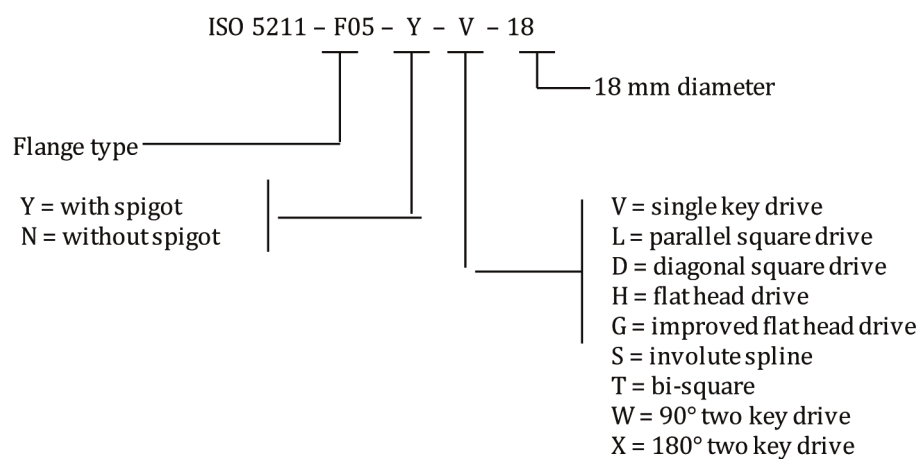 ISO 5211 – F05 – Y – V – 18
18 mm diameter
Flange type
Y = with spigot
N = without spigot
V = single key drive
L = parallel square drive
D = diagonal square drive
H = flat head drive
G = improved flat head drive
S = involute spline
T = bi-square
W = 90° two key drive
X = 180° two key drive